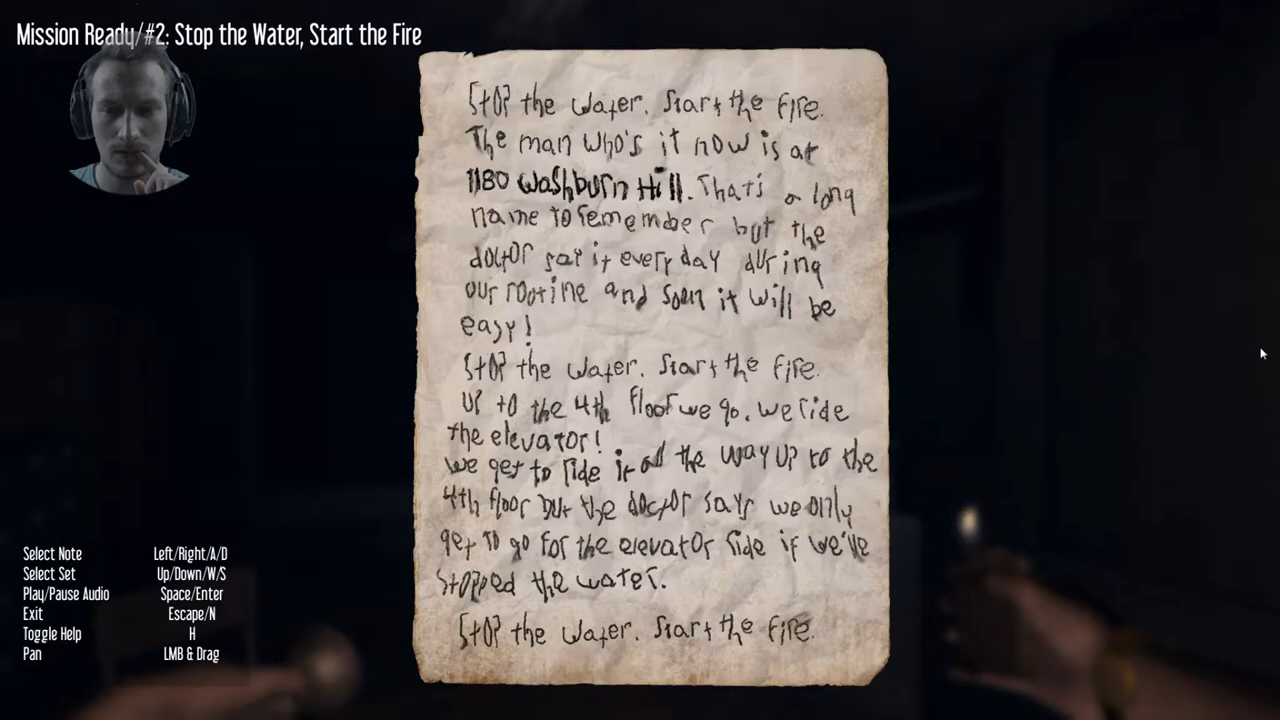 Mission Ready/#2: Stop the Water, Start the Fire
Stop the water. Start the fire.
The man who's it now is at
1180 Washburn Hill. That's a long
name to remember but the
doctor say it every day during
our rootine and soon it will be
easy!
Stop the water. Start the fire.
up to the 4th floor we go. we ride
the elevator!
we get to ride it all the way up to the
4th floor but the doctor says we only
get to go for the elevator ride if we've
stopped the water.
Stop the water. Start the fire.
Select Note Left/Right/A/D
Select Set Up/Down/W/S
Play/Pause Audio Space/Enter
Exit Escape/N
Toggle Help H
Pan LMB & Drag